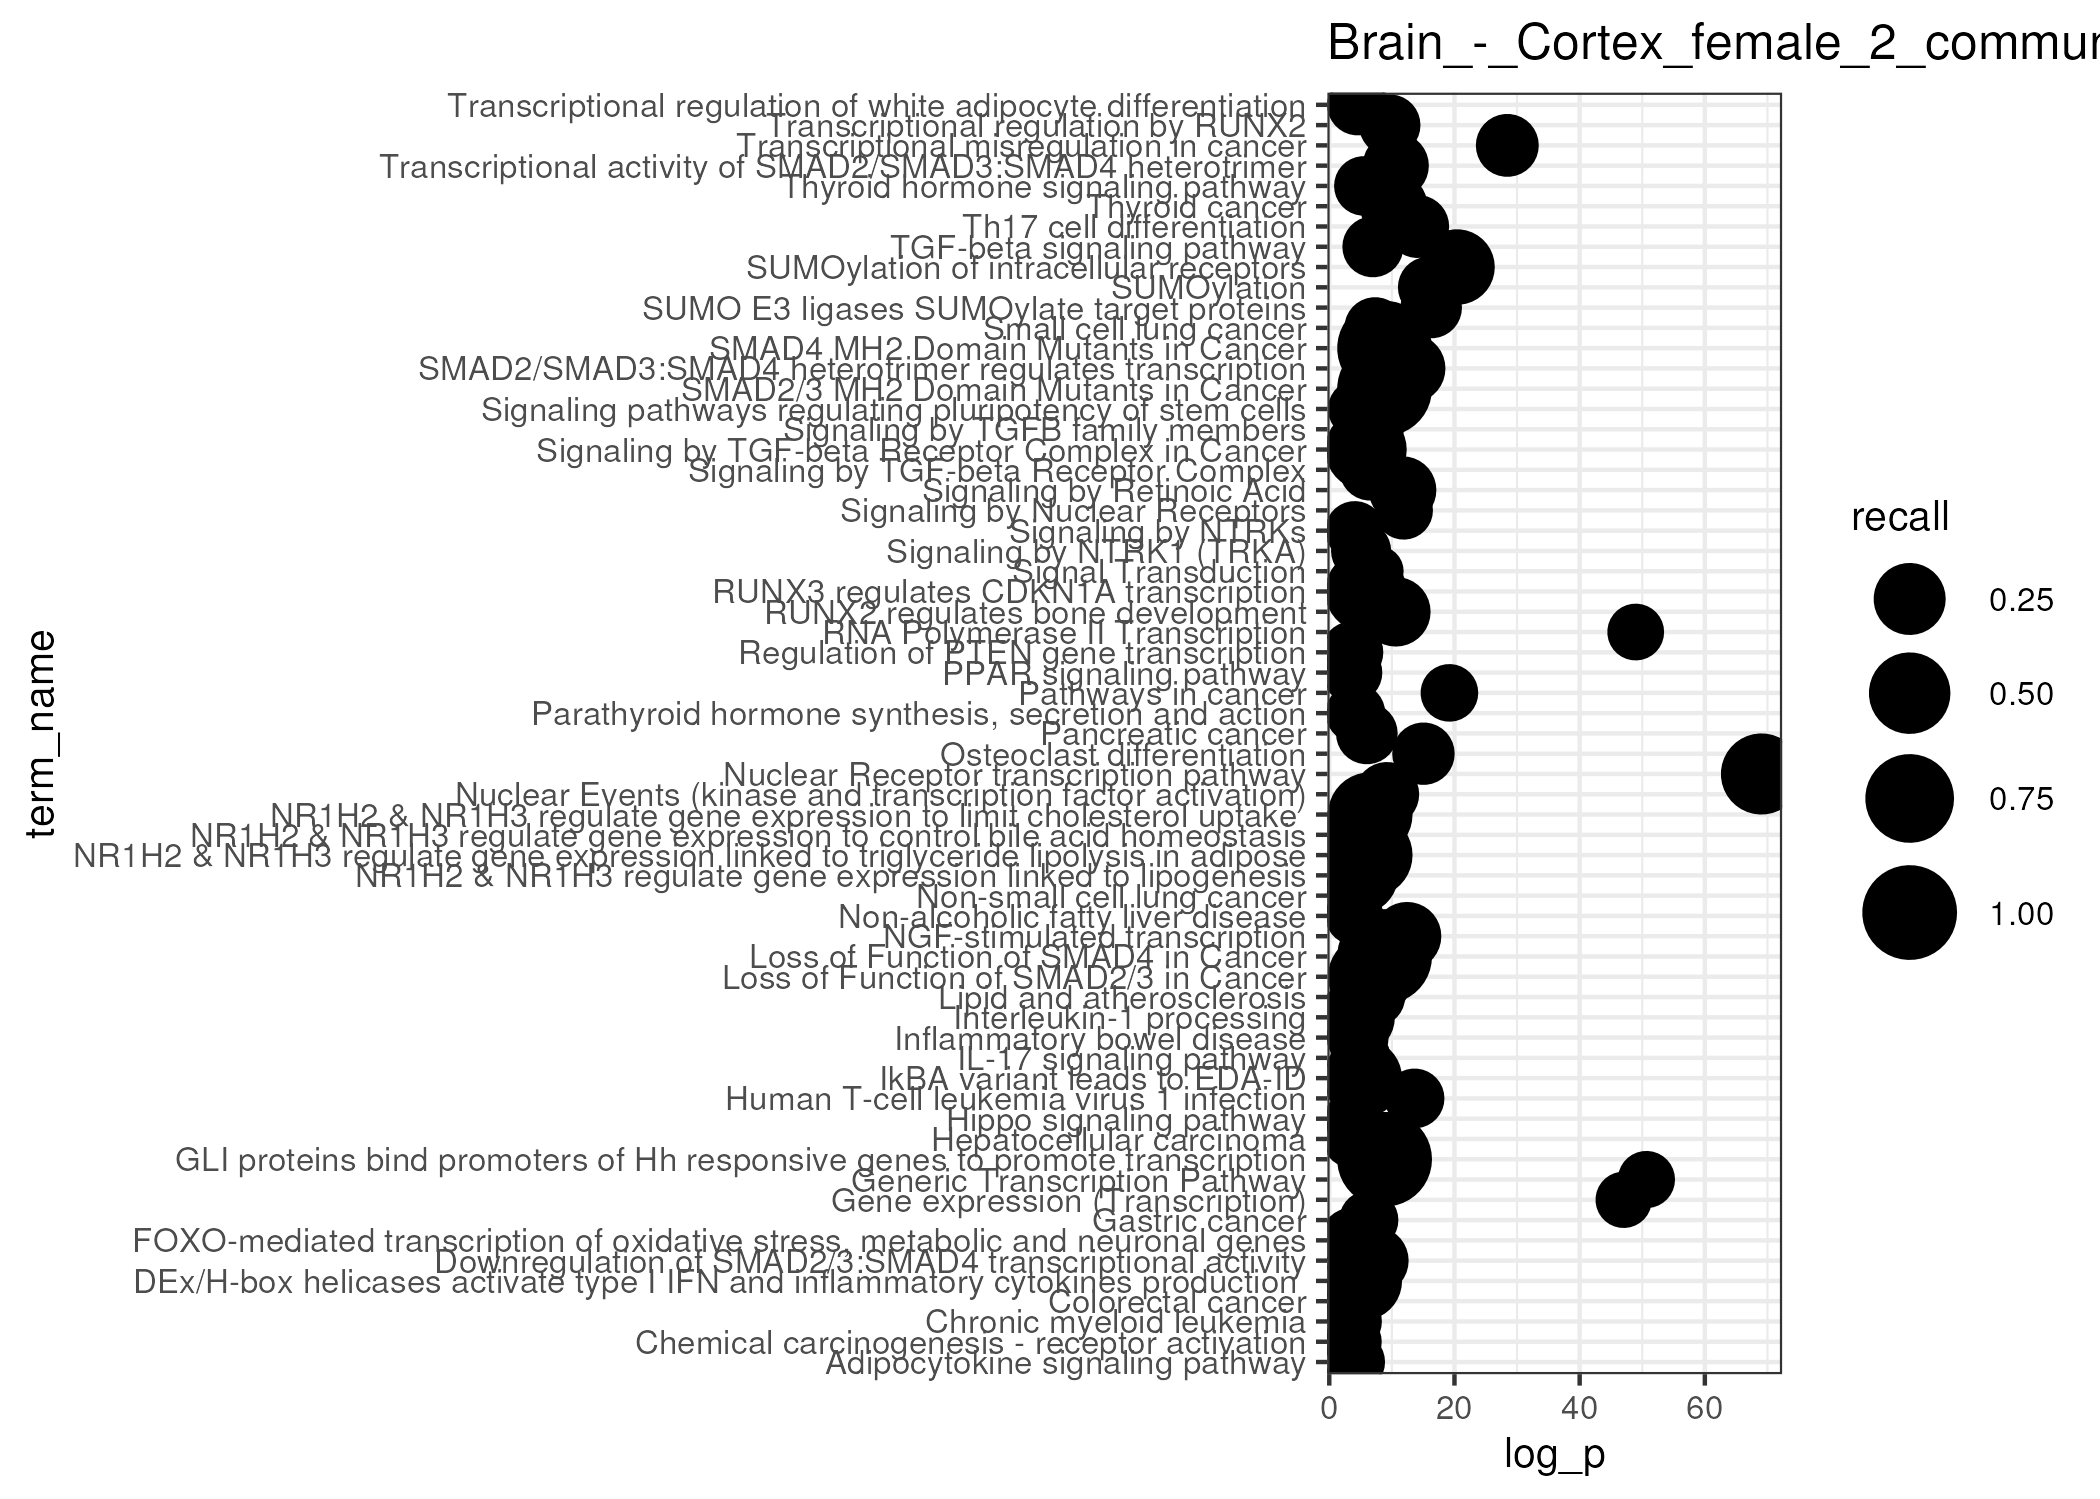 Brain_-_Cortex_female_2_commun
Transcriptional regulation of white adipocyte differentiation
Transcriptional regulation by RUNX2
Transcriptional misregulation in cancer
Transcriptional activity of SMAD2/SMAD3:SMAD4 heterotrimer
Thyroid hormone signaling pathway
Thyroid cancer
Th17 cell differentiation
TGF-beta signaling pathway
SUMOylation of intracellular receptors
SUMOylation
SUMO E3 ligases SUMOylate target proteins
Small cell lung cancer
SMAD4 MH2 Domain Mutants in Cancer
SMAD2/SMAD3:SMAD4 heterotrimer regulates transcription
SMAD2/3 MH2 Domain Mutants in Cancer
Signaling pathways regulating pluripotency of stem cells
Signaling by TGFB family members
Signaling by TGF-beta Receptor Complex in Cancer
Signaling by TGF-beta Receptor Complex
Signaling by Retinoic Acid
Signaling by Nuclear Receptors
Signaling by NTRKs
Signaling by NTRK1 (TRKA)
Signal Transduction
RUNX3 regulates CDKN1A transcription
RUNX2 regulates bone development
RNA Polymerase II Transcription
Regulation of PTEN gene transcription
PPAR signaling pathway
Pathways in cancer
Parathyroid hormone synthesis, secretion and action
Pancreatic cancer
Osteoclast differentiation
Nuclear Receptor transcription pathway
Nuclear Events (kinase and transcription factor activation)
NR1H2 & NR1H3 regulate gene expression to limit cholesterol uptake
NR1H2 & NR1H3 regulate gene expression to control bile acid homeostasis
NR1H2 & NR1H3 regulate gene expression linked to triglyceride lipolysis in adipose
NR1H2 & NR1H3 regulate gene expression linked to lipogenesis
Non-small cell lung cancer
Non-alcoholic fatty liver disease
NGF-stimulated transcription
Loss of Function of SMAD4 in Cancer
Loss of Function of SMAD2/3 in Cancer
Lipid and atherosclerosis
Interleukin-1 processing
Inflammatory bowel disease
IL-17 signaling pathway
IkBA variant leads to EDA-ID
Human T-cell leukemia virus 1 infection
Hippo signaling pathway
Hepatocellular carcinoma
GLI proteins bind promoters of Hh responsive genes to promote transcription
Generic Transcription Pathway
Gene expression (Transcription)
Gastric cancer
FOXO-mediated transcription of oxidative stress, metabolic and neuronal genes
Downregulation of SMAD2/3:SMAD4 transcriptional activity
DEx/H-box helicases activate type I IFN and inflammatory cytokines production
Colorectal cancer
Chronic myeloid leukemia
Chemical carcinogenesis - receptor activation
Adipocytokine signaling pathway
term_name
0 20 40 60
log_p
recall
0.25
0.50
0.75
1.00